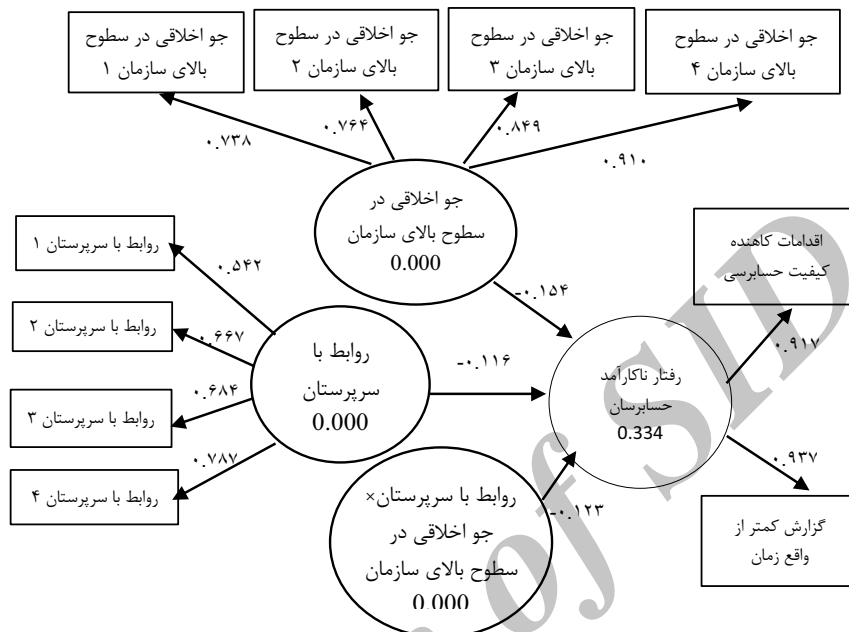 جو اخلاقی در سطوح
بالای سازمان ۱
جو اخلاقی در سطوح
بالای سازمان ۲
جو اخلاقی در سطوح
بالای سازمان ۳
جو اخلاقی در سطوح
بالای سازمان ۴
۰.۷۳۸
۰.۷۶۴
۰.۸۴۹
۰.۹۱۰
جو اخلاقی در
سطوح بالای سازمان
0.000
روابط با سرپرستان ۱
روابط با سرپرستان ۲
روابط با سرپرستان ۳
روابط با سرپرستان ۴
۰.۵۴۲
۰.۶۶۷
۰.۶۸۴
۰.۷۸۷
روابط با
سرپرستان
0.000
-۰.۱۵۴
-۰.۱۱۶
-۰.۱۲۳
روابط با سرپرستان×
جو اخلاقی در
سطوح بالای سازمان
0.000
رفتار ناکارآمد
حسابرسان
0.334
۰.۹۱۷
۰.۹۳۷
اقدامات کاهنده
کیفیت حسابرسی
گزارش کمتر از
واقع زمان
of SID